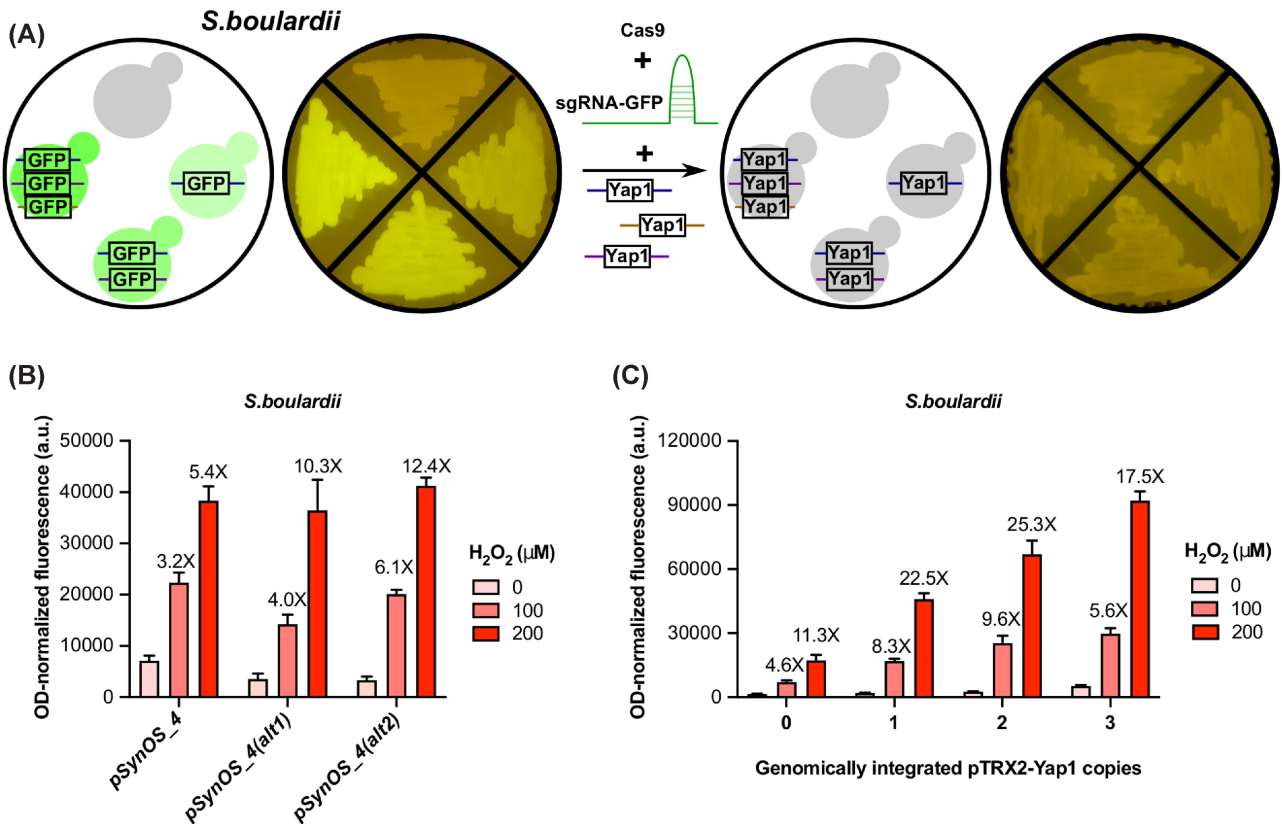 (A)
S.boulardii
GFP
GFP
GFP
GFP
GFP
GFP
Cas9
+
sgRNA-GFP
+
Yap1
Yap1
Yap1
Yap1
Yap1
Yap1
Yap1
Yap1
Yap1
(B)
S.boulardii
OD-normalized fluorescence (a.u.)
50000
40000
30000
20000
10000
0
3.2X
5.4X
4.0X
10.3X
6.1X
12.4X
pSynOS_4
pSynOS_4(alt1)
pSynOS_4(alt2)
H₂O₂ (μM)
0
100
200
(C)
S.boulardii
OD-normalized fluorescence (a.u.)
120000
90000
60000
30000
0
4.6X
11.3X
8.3X
22.5X
9.6X
25.3X
5.6X
17.5X
0
1
2
3
Genomically integrated pTRX2-Yap1 copies
H₂O₂ (μM)
0
100
200